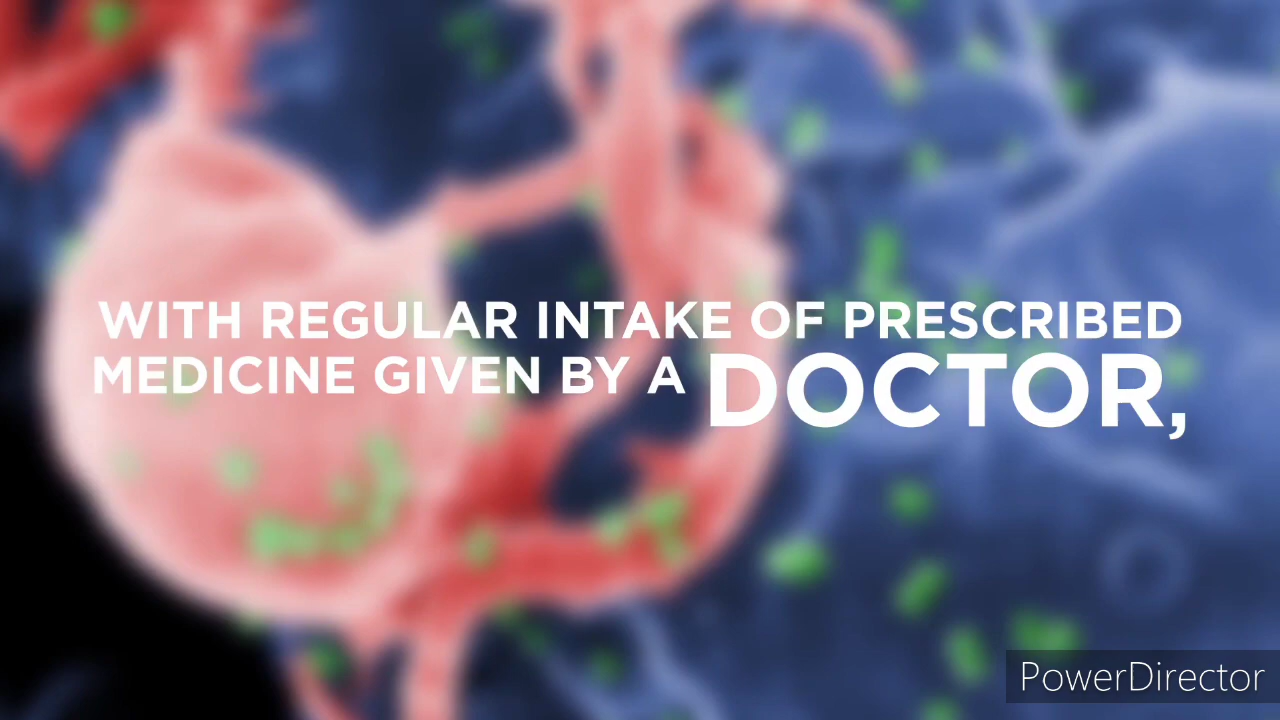 WITH REGULAR INTAKE OF PRESCRIBED
MEDICINE GIVEN BY A DOCTOR,
PowerDirector